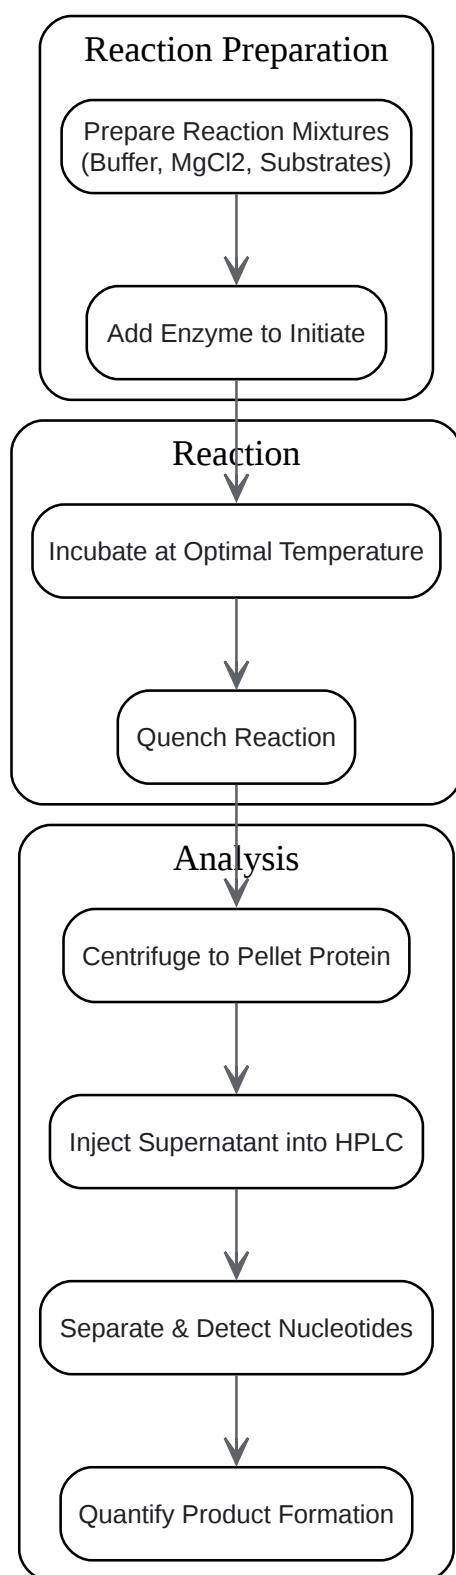 Reaction Preparation
Prepare Reaction Mixtures
(Buffer, MgCl2, Substrates)
Add Enzyme to Initiate
Reaction
Incubate at Optimal Temperature
Quench Reaction
Analysis
Centrifuge to Pellet Protein
Inject Supernatant into HPLC
Separate & Detect Nucleotides
Quantify Product Formation